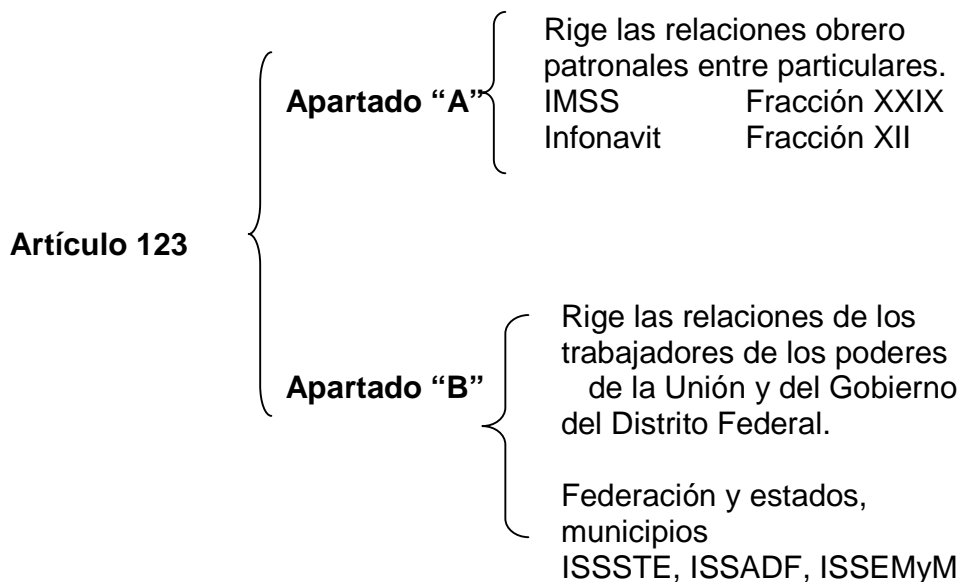 Artículo 123
Apartado “A”
Rige las relaciones obrero
patronales entre particulares.
IMSS Fracción XXIX
Infonavit Fracción XII
Apartado “B”
Rige las relaciones de los
trabajadores de los poderes
de la Unión y del Gobierno
del Distrito Federal.
Federación y estados,
municipios
ISSSTE, ISSADF, ISSEMyM